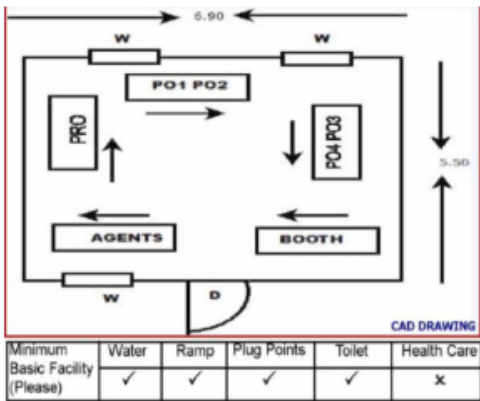 6.90
W W
PO1 PO2
PRO
PO4 PO3
5.50
AGENTS BOOTH
W D
CAD DRAWING
Minimum Basic Facility (Please) Water Ramp Plug Points Toilet Health Care
✓ ✓ ✓ ✓ x